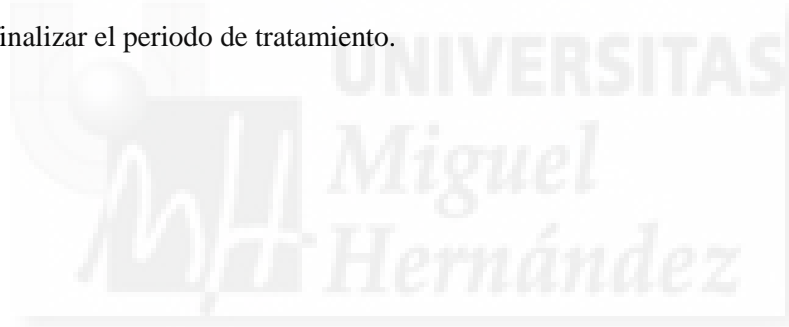 inalizar el periodo de tratamiento.
UNIVERSITAS
Miguel
Hernández